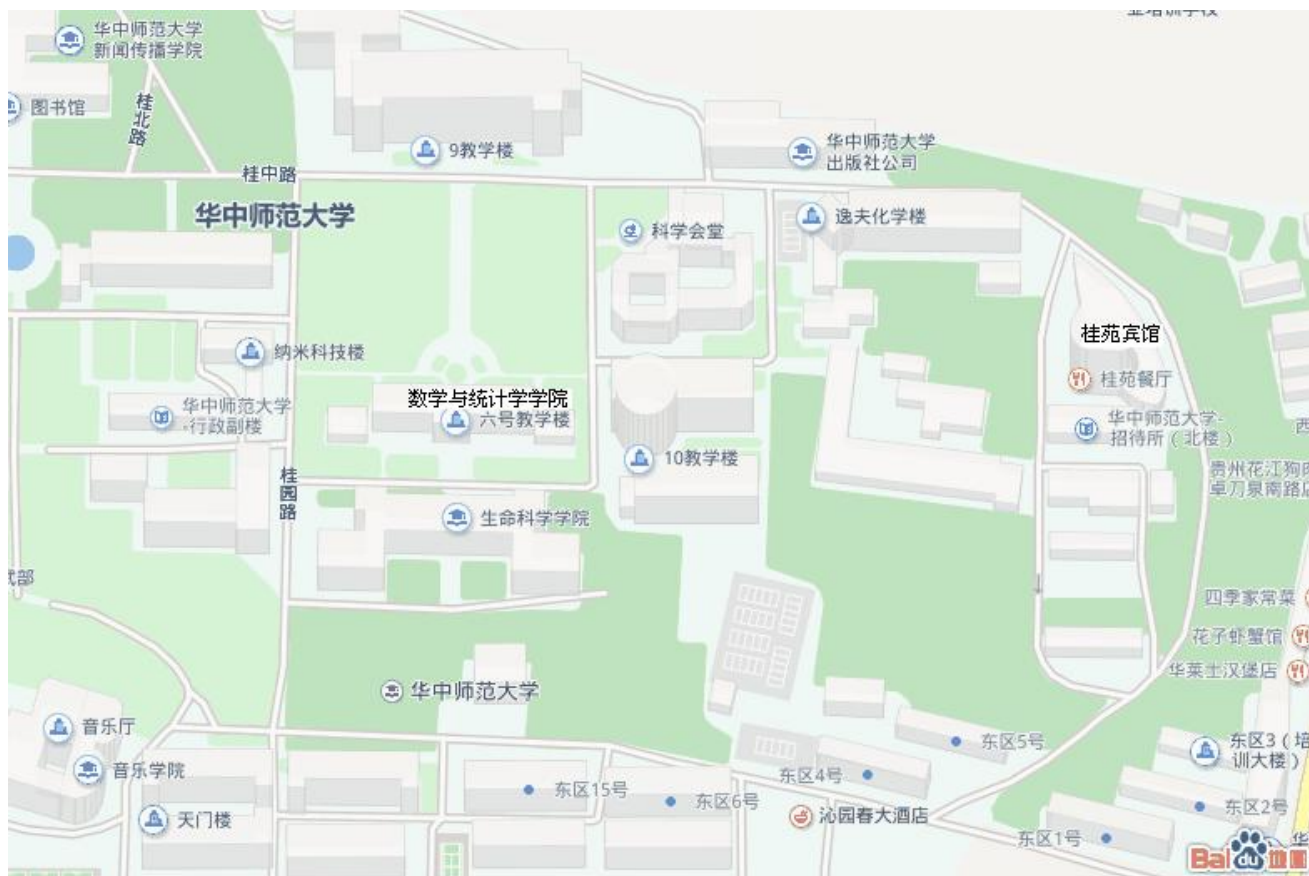 华中师范大学
新闻传播学院
图书馆
桂北路
9教学楼
华中师范大学
出版社公司
桂中路
华中师范大学
科学会堂
逸夫化学楼
纳米科技楼
桂苑宾馆
桂苑餐厅
数学与统计学学院
六号教学楼
华中师范大学
-行政副楼
华中师范大学-
招待所（北楼）
西
10教学楼
桂园路
贵州花江狗肉
卓刀泉南路店
生命科学学院
试部
四季家常菜
花子虾蟹馆
华莱士汉堡店
华中师范大学
音乐厅
音乐学院
天门楼
东区5号
东区3（培
训大楼）
东区4号
东区15号
东区6号
沁园春大酒店
东区2号
东区1号
华
Bai du 地图